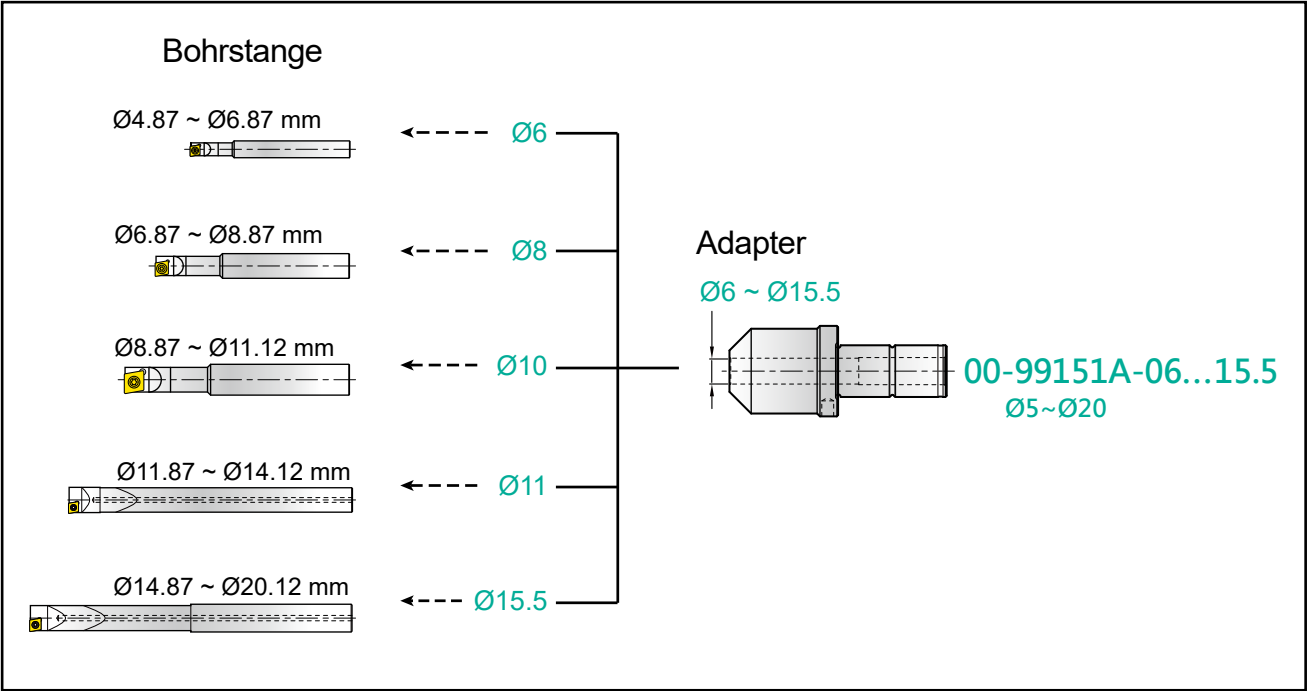 Bohrstange
Ø4.87 ~ Ø6.87 mm
Ø6
Ø6.87 ~ Ø8.87 mm
Ø8
Ø8.87 ~ Ø11.12 mm
Ø10
Ø11.87 ~ Ø14.12 mm
Ø11
Ø14.87 ~ Ø20.12 mm
Ø15.5
Adapter
Ø6 ~ Ø15.5
00-99151A-06...15.5
Ø5~Ø20